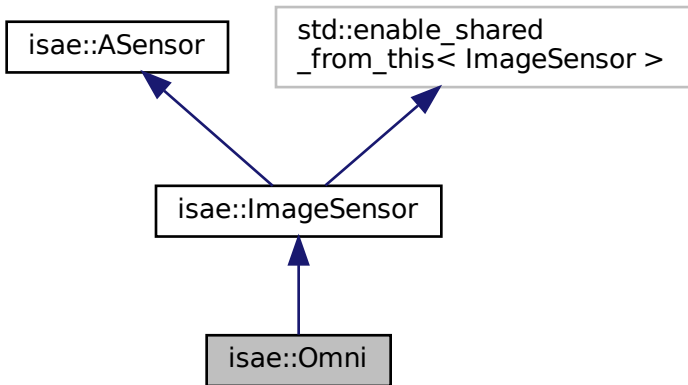 isae::ASensor
std::enable_shared
_from_this< ImageSensor >
isae::ImageSensor
isae::Omni